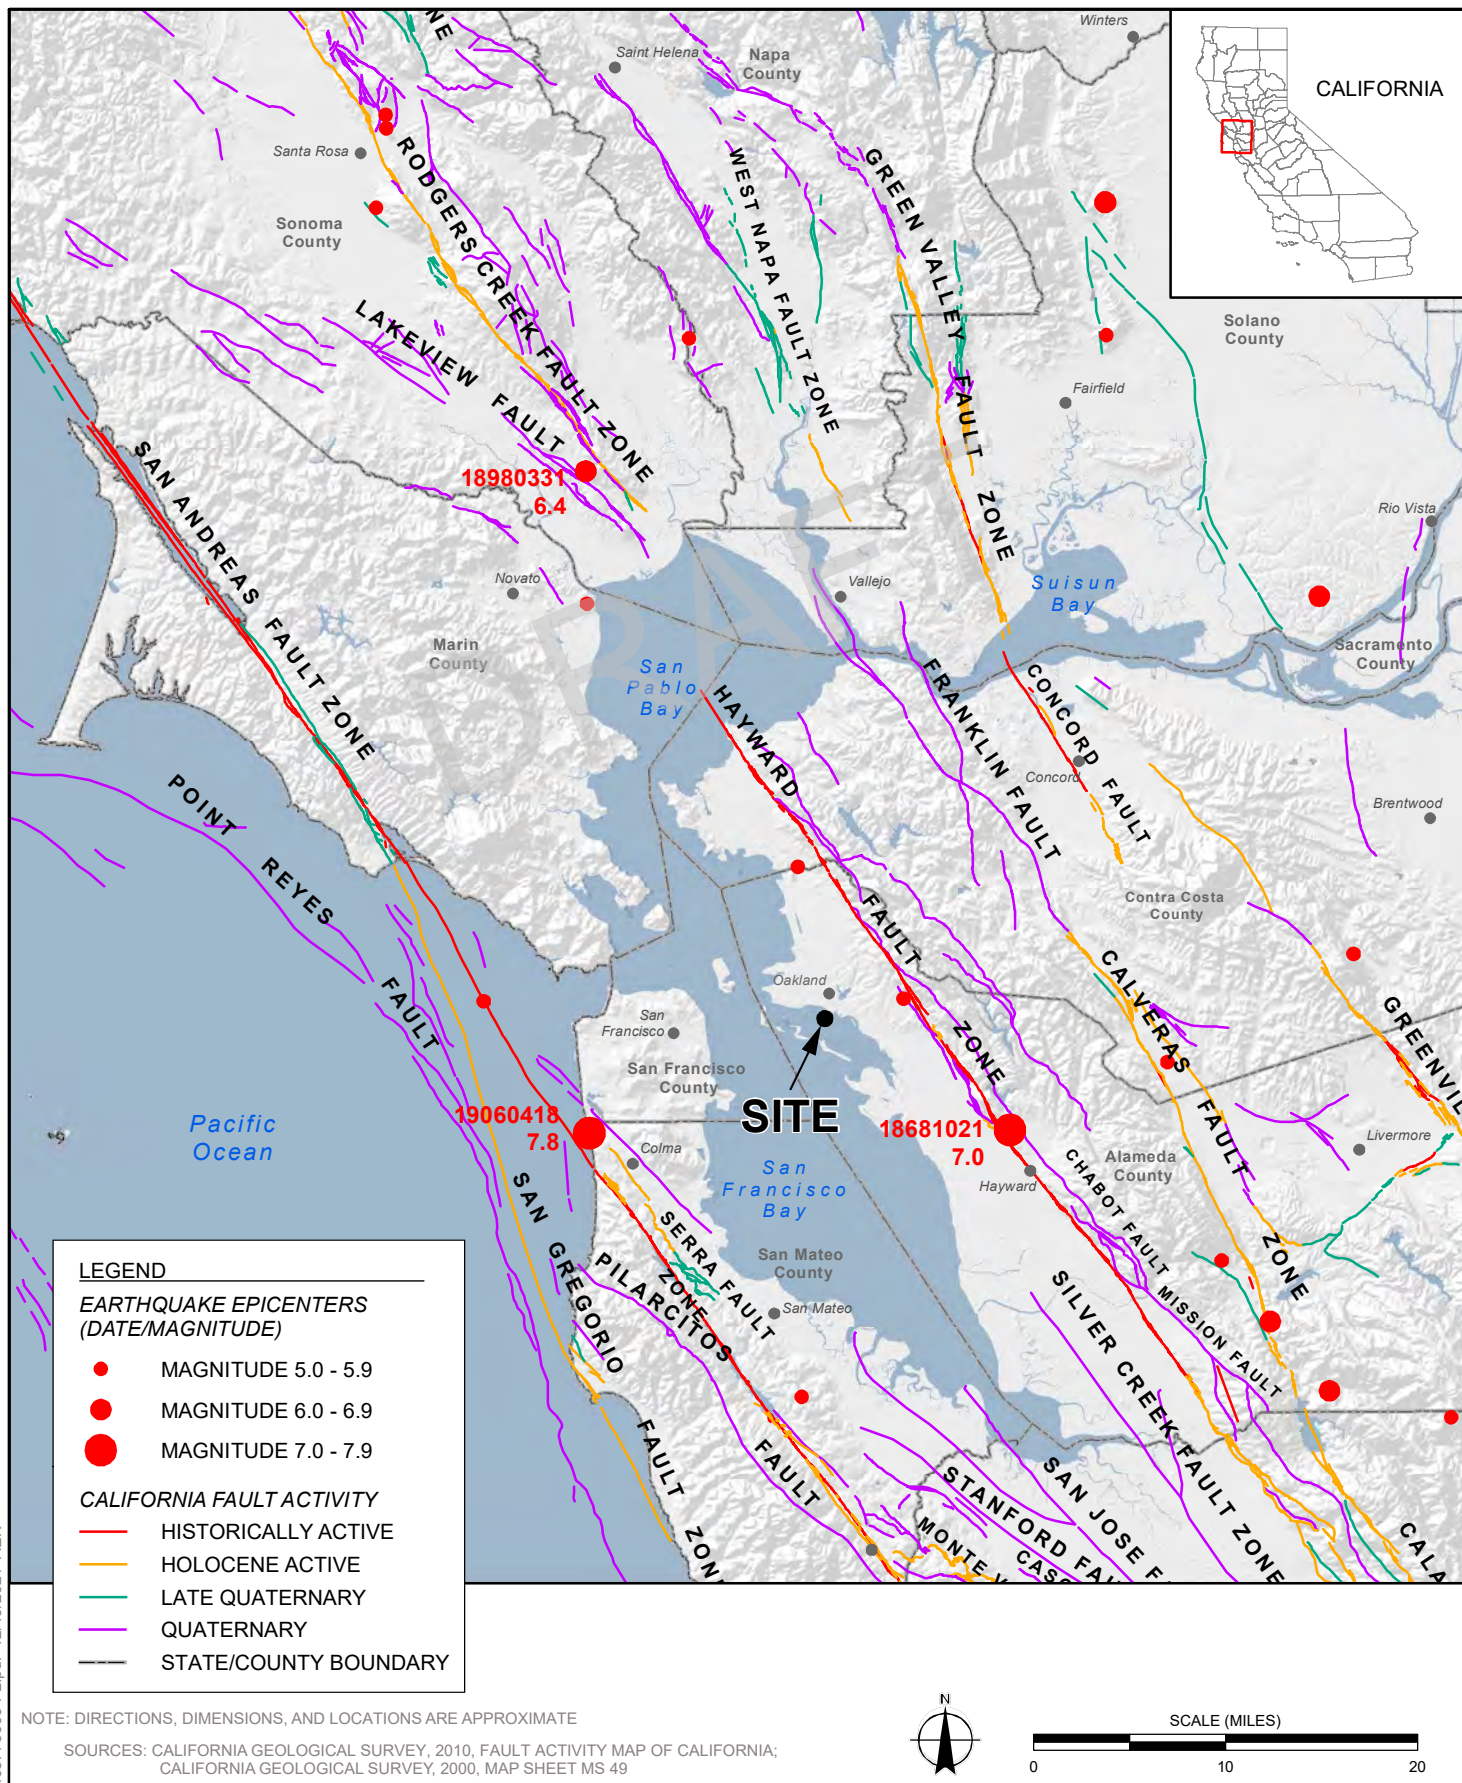 Winters
Saint Helena
Napa
County
CALIFORNIA
NE
Santa Rosa
Sonoma
County
RODGERS CREEK FAULT ZONE
WEST NAPA FAULT ZONE
GREEN VALLEY FAULT ZONE
Solano
County
LAKEVIEW FAULT
Fairfield
18980331
6.4
SAN ANDREAS FAULT ZONE
Rio Vista
Novato
Vallejo
Suisun
Bay
Marin
County
San
Pablo
Bay
Sacramento
County
HAYWARD FAULT ZONE
FRANKLIN FAULT
CONCORD FAULT
Concord
Brentwood
POINT REYES FAULT
Contra Costa
County
Oakland
San
Francisco
CALVERAS FAULT ZONE
GREENVIL
San Francisco
County
SITE
19060418
7.8
18681021
7.0
Pacific
Ocean
Colma
Livermore
Alameda
County
Hayward
San
Francisco
Bay
CHABOT FAULT
SAN GREGORIO FAULT ZON
SERRA FAULT
ZONE
San Mateo
County
PILARCITOS FAULT
San Mateo
MISSION FAULT
SILVER CREEK FAULT ZONE
STANFORD FAU
SAN JOSE F
MONTE V
CASC
CALA
LEGEND
EARTHQUAKE EPICENTERS
(DATE/MAGNITUDE)
MAGNITUDE 5.0 - 5.9
MAGNITUDE 6.0 - 6.9
MAGNITUDE 7.0 - 7.9
CALIFORNIA FAULT ACTIVITY
HISTORICALLY ACTIVE
HOLOCENE ACTIVE
LATE QUATERNARY
QUATERNARY
STATE/COUNTY BOUNDARY
NOTE: DIRECTIONS, DIMENSIONS, AND LOCATIONS ARE APPROXIMATE
SOURCES: CALIFORNIA GEOLOGICAL SURVEY, 2010, FAULT ACTIVITY MAP OF CALIFORNIA;
CALIFORNIA GEOLOGICAL SURVEY, 2000, MAP SHEET MS 49
N
SCALE (MILES)
0 10 20